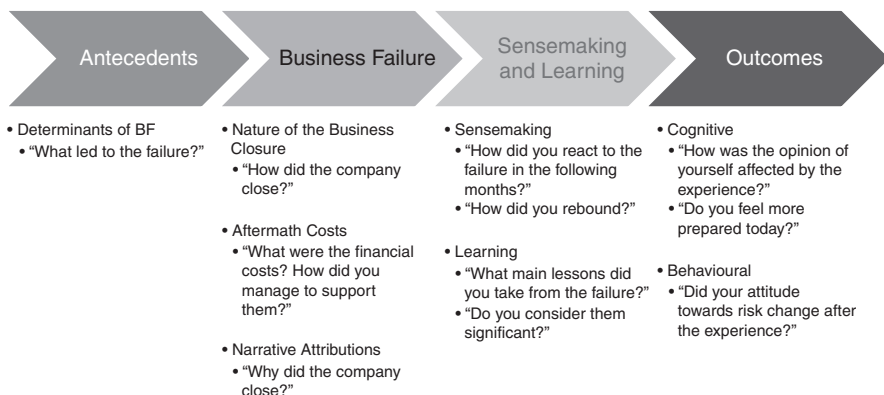 Antecedents
Business Failure
Sensemaking
and Learning
Outcomes
• Determinants of BF
• “What led to the failure?”
• Nature of the Business
Closure
• “How did the company
close?”
• Aftermath Costs
• “What were the financial
costs? How did you
manage to support
them?”
• Narrative Attributions
• “Why did the company
close?”
• Sensemaking
• “How did you react to the
failure in the following
months?”
• “How did you rebound?”
• Learning
• “What main lessons did
you take from the failure?”
• “Do you consider them
significant?”
• Cognitive
• “How was the opinion of
yourself affected by the
experience?”
• “Do you feel more
prepared today?”
• Behavioural
• “Did your attitude
towards risk change after
the experience?”